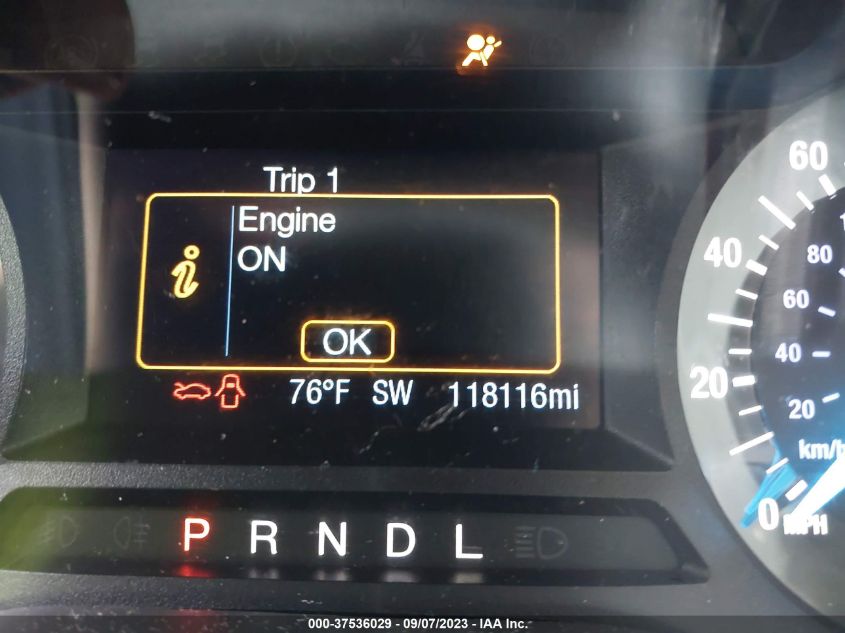 Trip 1
Engine
ON
OK
76°F SW 118116mi
P R N D L
60
40
20
0
MPH
80
60
40
20
km/h
000-37536029 - 09/07/2023 - IAA Inc.